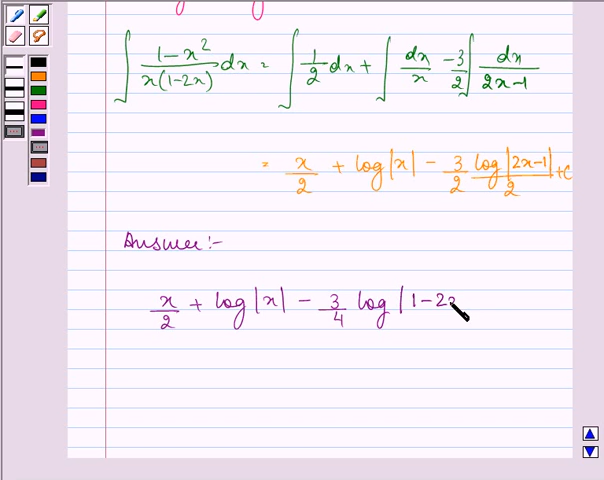 ∫ (1-x²)/(x(1-2x)) dx = ∫ 1/2 dx + ∫ dx/x - 3/2 ∫ dx/(2x-1)
= x/2 + log|x| - 3/2 log|2x-1|/2 + C
Answer:-
x/2 + log|x| - 3/4 log|1-2x